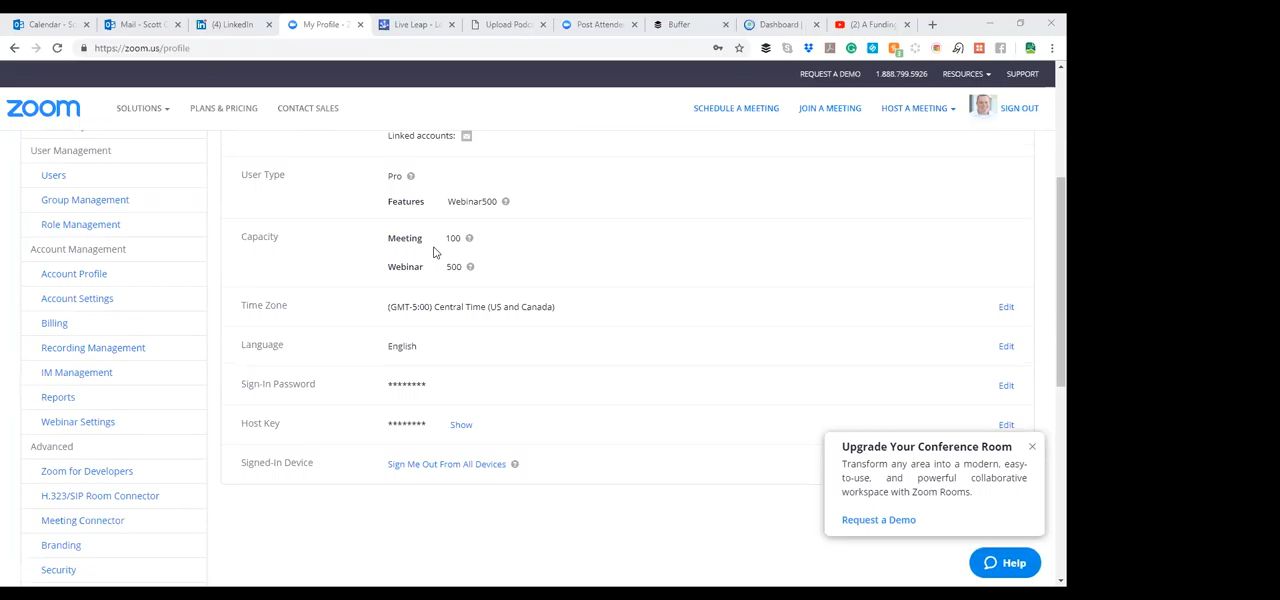 Calendar - Sc
Mail - Scott C
(4) LinkedIn
My Profile - Z
Live Leap - Lo
Upload Podc
Post Attende
Buffer
Dashboard |
(2) A Funding
https://zoom.us/profile
REQUEST A DEMO 1.888.799.5926 RESOURCES SUPPORT
zoom SOLUTIONS PLANS & PRICING CONTACT SALES SCHEDULE A MEETING JOIN A MEETING HOST A MEETING SIGN OUT
User Management
Users
Group Management
Role Management
Account Management
Account Profile
Account Settings
Billing
Recording Management
IM Management
Reports
Webinar Settings
Advanced
Zoom for Developers
H.323/SIP Room Connector
Meeting Connector
Branding
Security
Linked accounts:
User Type Pro
Features Webinar500
Capacity Meeting 100
Webinar 500
Time Zone (GMT-5:00) Central Time (US and Canada) Edit
Language English Edit
Sign-In Password ******** Edit
Host Key ******** Show Edit
Signed-In Device Sign Me Out From All Devices
Upgrade Your Conference Room
Transform any area into a modern, easy-
to-use, and powerful collaborative
workspace with Zoom Rooms.
Request a Demo
Help